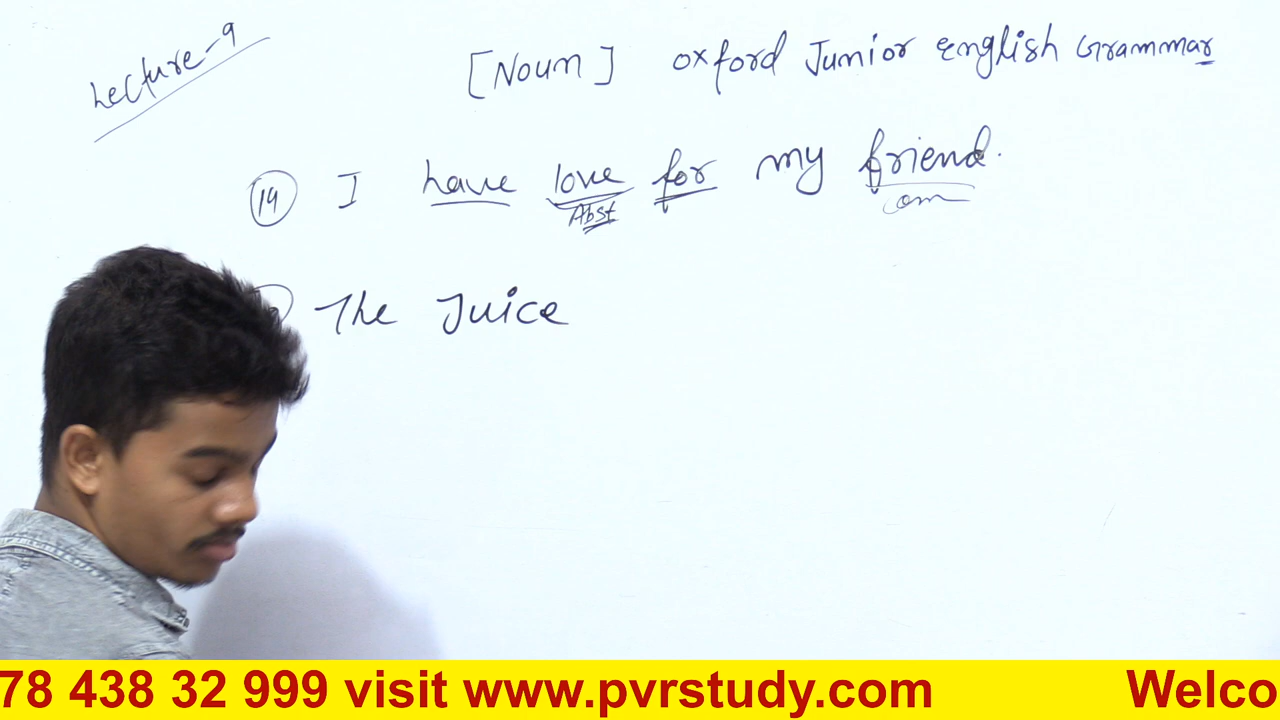 Lecture-9
[Noun] Oxford Junior English Grammar
14 I have love for my friend.
Abst com
The Juice
78 438 32 999 visit www.pvrstudy.com Welco